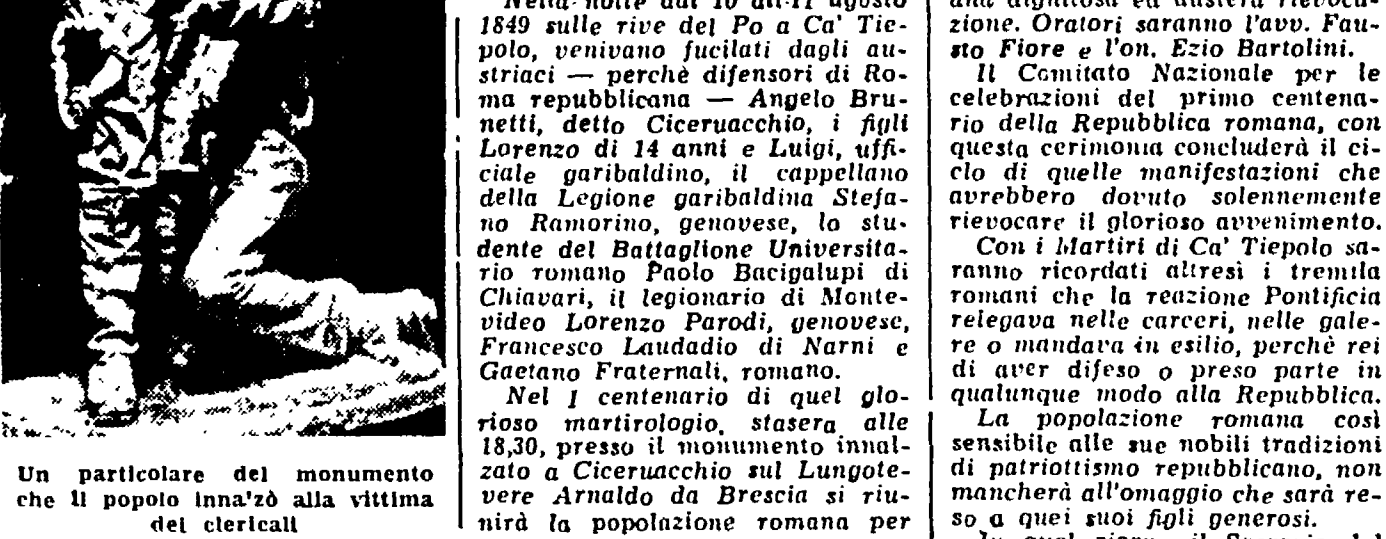 Un particolare del monumento
che il popolo inna'zò alla vittima
dei clericali
Nella notte dal 10 all'11 agosto
1849 sulle rive del Po a Ca' Tie-
polo, venivano fucilati dagli au-
striaci — perchè difensori di Ro-
ma repubblicana — Angelo Bru-
netti, detto Ciceruacchio, i figli
Lorenzo di 14 anni e Luigi, uffi-
ciale garibaldino, il cappellano
della Legione garibaldina Stefa-
no Ramorino, genovese, lo stu-
dente del Battaglione Universita-
rio romano Paolo Bacigalupi di
Chiavari, il legionario di Monte-
video Lorenzo Parodi, genovese,
Francesco Laudadio di Narni e
Gaetano Fraternali, romano.
Nel I centenario di quel glo-
rioso martirologio, stasera alle
18,30, presso il monumento innal-
zato a Ciceruacchio sul Lungote-
vere Arnaldo da Brescia si riu-
nirà la popolazione romana per
una dignitosa ed austera rievoca-
zione. Oratori saranno l'avv. Fau-
sto Fiore e l'on. Ezio Bartolini.
Il Comitato Nazionale per le
celebrazioni del primo centena-
rio della Repubblica romana, con
questa cerimonia concluderà il ci-
clo di quelle manifestazioni che
avrebbero dovuto solennemente
rievocare il glorioso avvenimento.
Con i Martiri di Ca' Tiepolo sa-
ranno ricordati altresì i tremila
romani che la reazione Pontificia
relegava nelle carceri, nelle gale-
re o mandava in esilio, perchè rei
di aver difeso o preso parte in
qualunque modo alla Repubblica.
La popolazione romana così
sensibile alle sue nobili tradizioni
di patriottismo repubblicano, non
mancherà all'omaggio che sarà re-
so a quei suoi figli generosi.